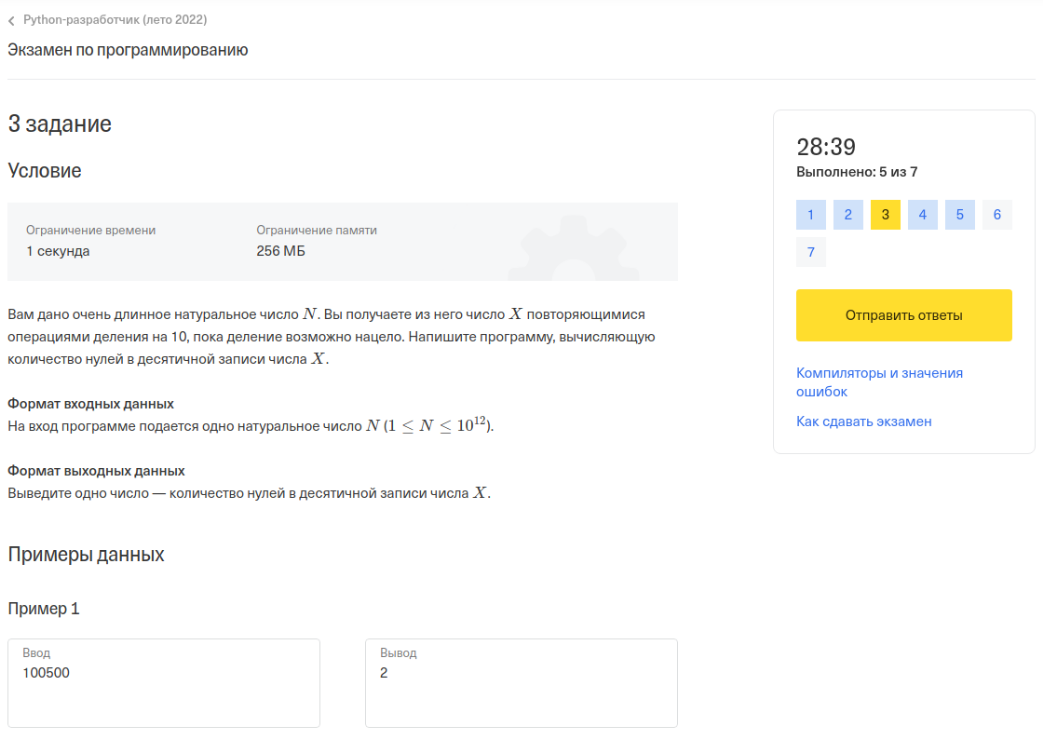 Python-разработчик (лето 2022)
Экзамен по программированию
3 задание
Условие
Ограничение времени
1 секунда
Ограничение памяти
256 МБ
Вам дано очень длинное натуральное число N. Вы получаете из него число X повторяющимися
операциями деления на 10, пока деление возможно нацело. Напишите программу, вычисляющую
количество нулей в десятичной записи числа X.
Формат входных данных
На вход программе подается одно натуральное число N (1 ≤ N ≤ 10¹²).
Формат выходных данных
Выведите одно число — количество нулей в десятичной записи числа X.
Примеры данных
Пример 1
Ввод
100500
Вывод
2
28:39
Выполнено: 5 из 7
1 2 3 4 5 6
7
Отправить ответы
Компиляторы и значения
ошибок
Как сдавать экзамен